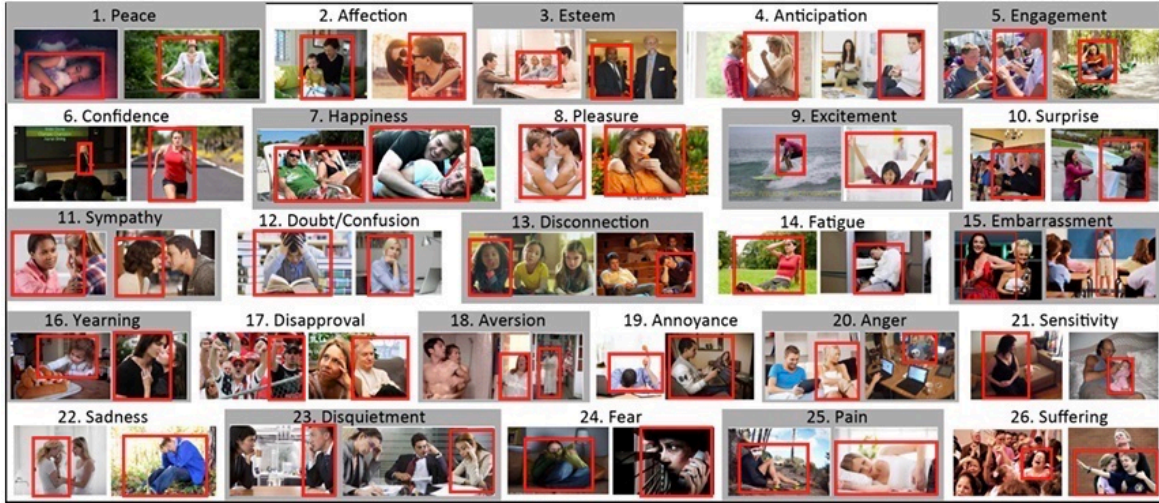 1. Peace
2. Affection
3. Esteem
4. Anticipation
5. Engagement
6. Confidence
7. Happiness
8. Pleasure
9. Excitement
10. Surprise
11. Sympathy
12. Doubt/Confusion
13. Disconnection
14. Fatigue
15. Embarrassment
16. Yearning
17. Disapproval
18. Aversion
19. Annoyance
20. Anger
21. Sensitivity
22. Sadness
23. Disquietment
24. Fear
25. Pain
26. Suffering